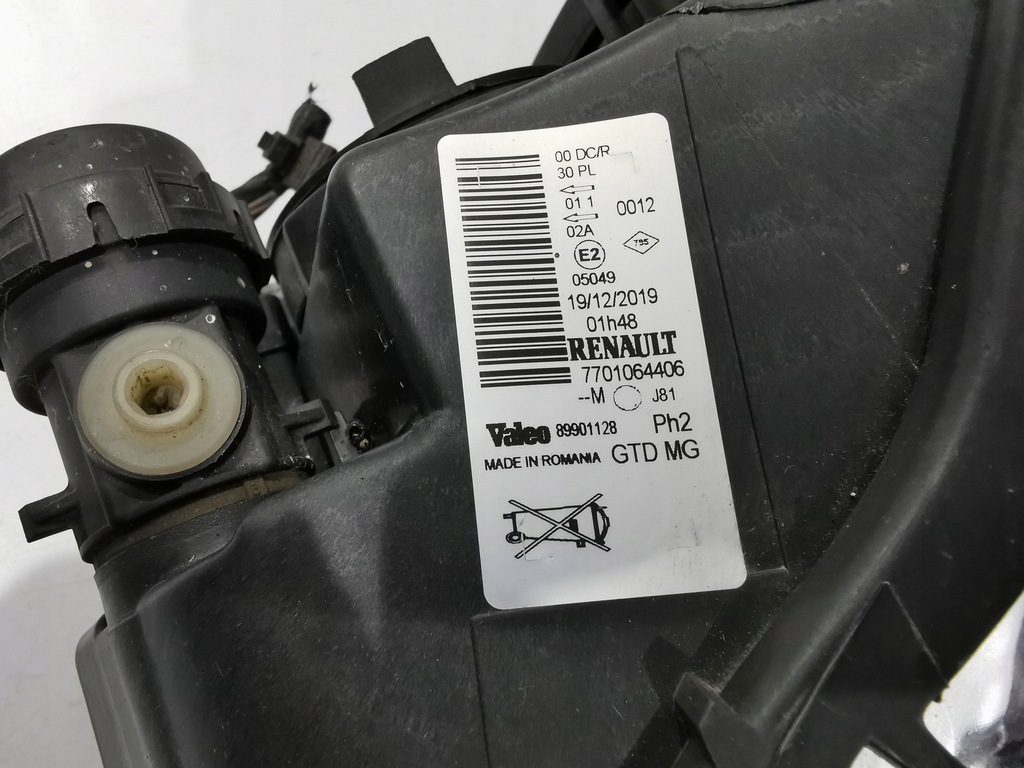 00 DC/R
30 PL
01 1
0012
02A
E2
795
05049
19/12/2019
01h48
RENAULT
7701064406
--M J81
Valeo 89901128 Ph2
MADE IN ROMANIA GTD MG